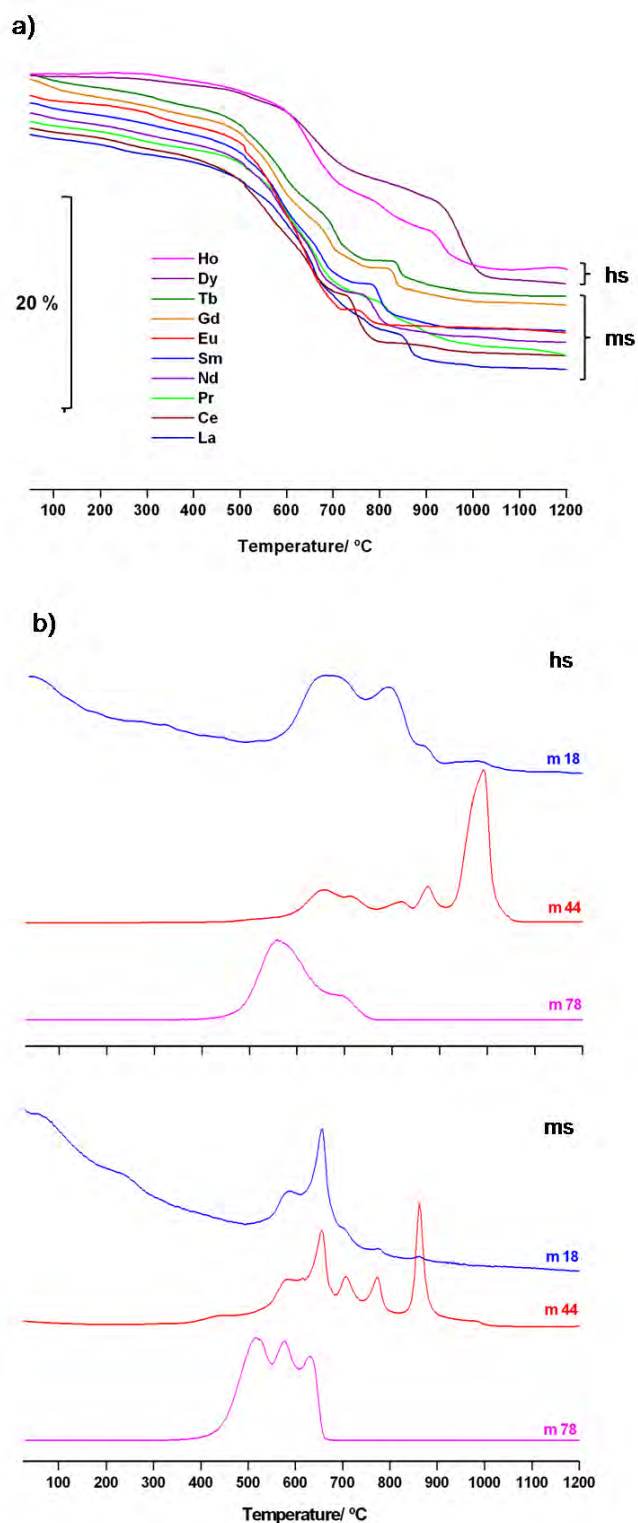 a)
20 %
Ho
Dy
Tb
Gd
Eu
Sm
Nd
Pr
Ce
La
hs
ms
100 200 300 400 500 600 700 800 900 1000 1100 1200
Temperature/ ºC
b)
hs
m 18
m 44
m 78
ms
m 18
m 44
m 78
100 200 300 400 500 600 700 800 900 1000 1100 1200
Temperature/ ºC